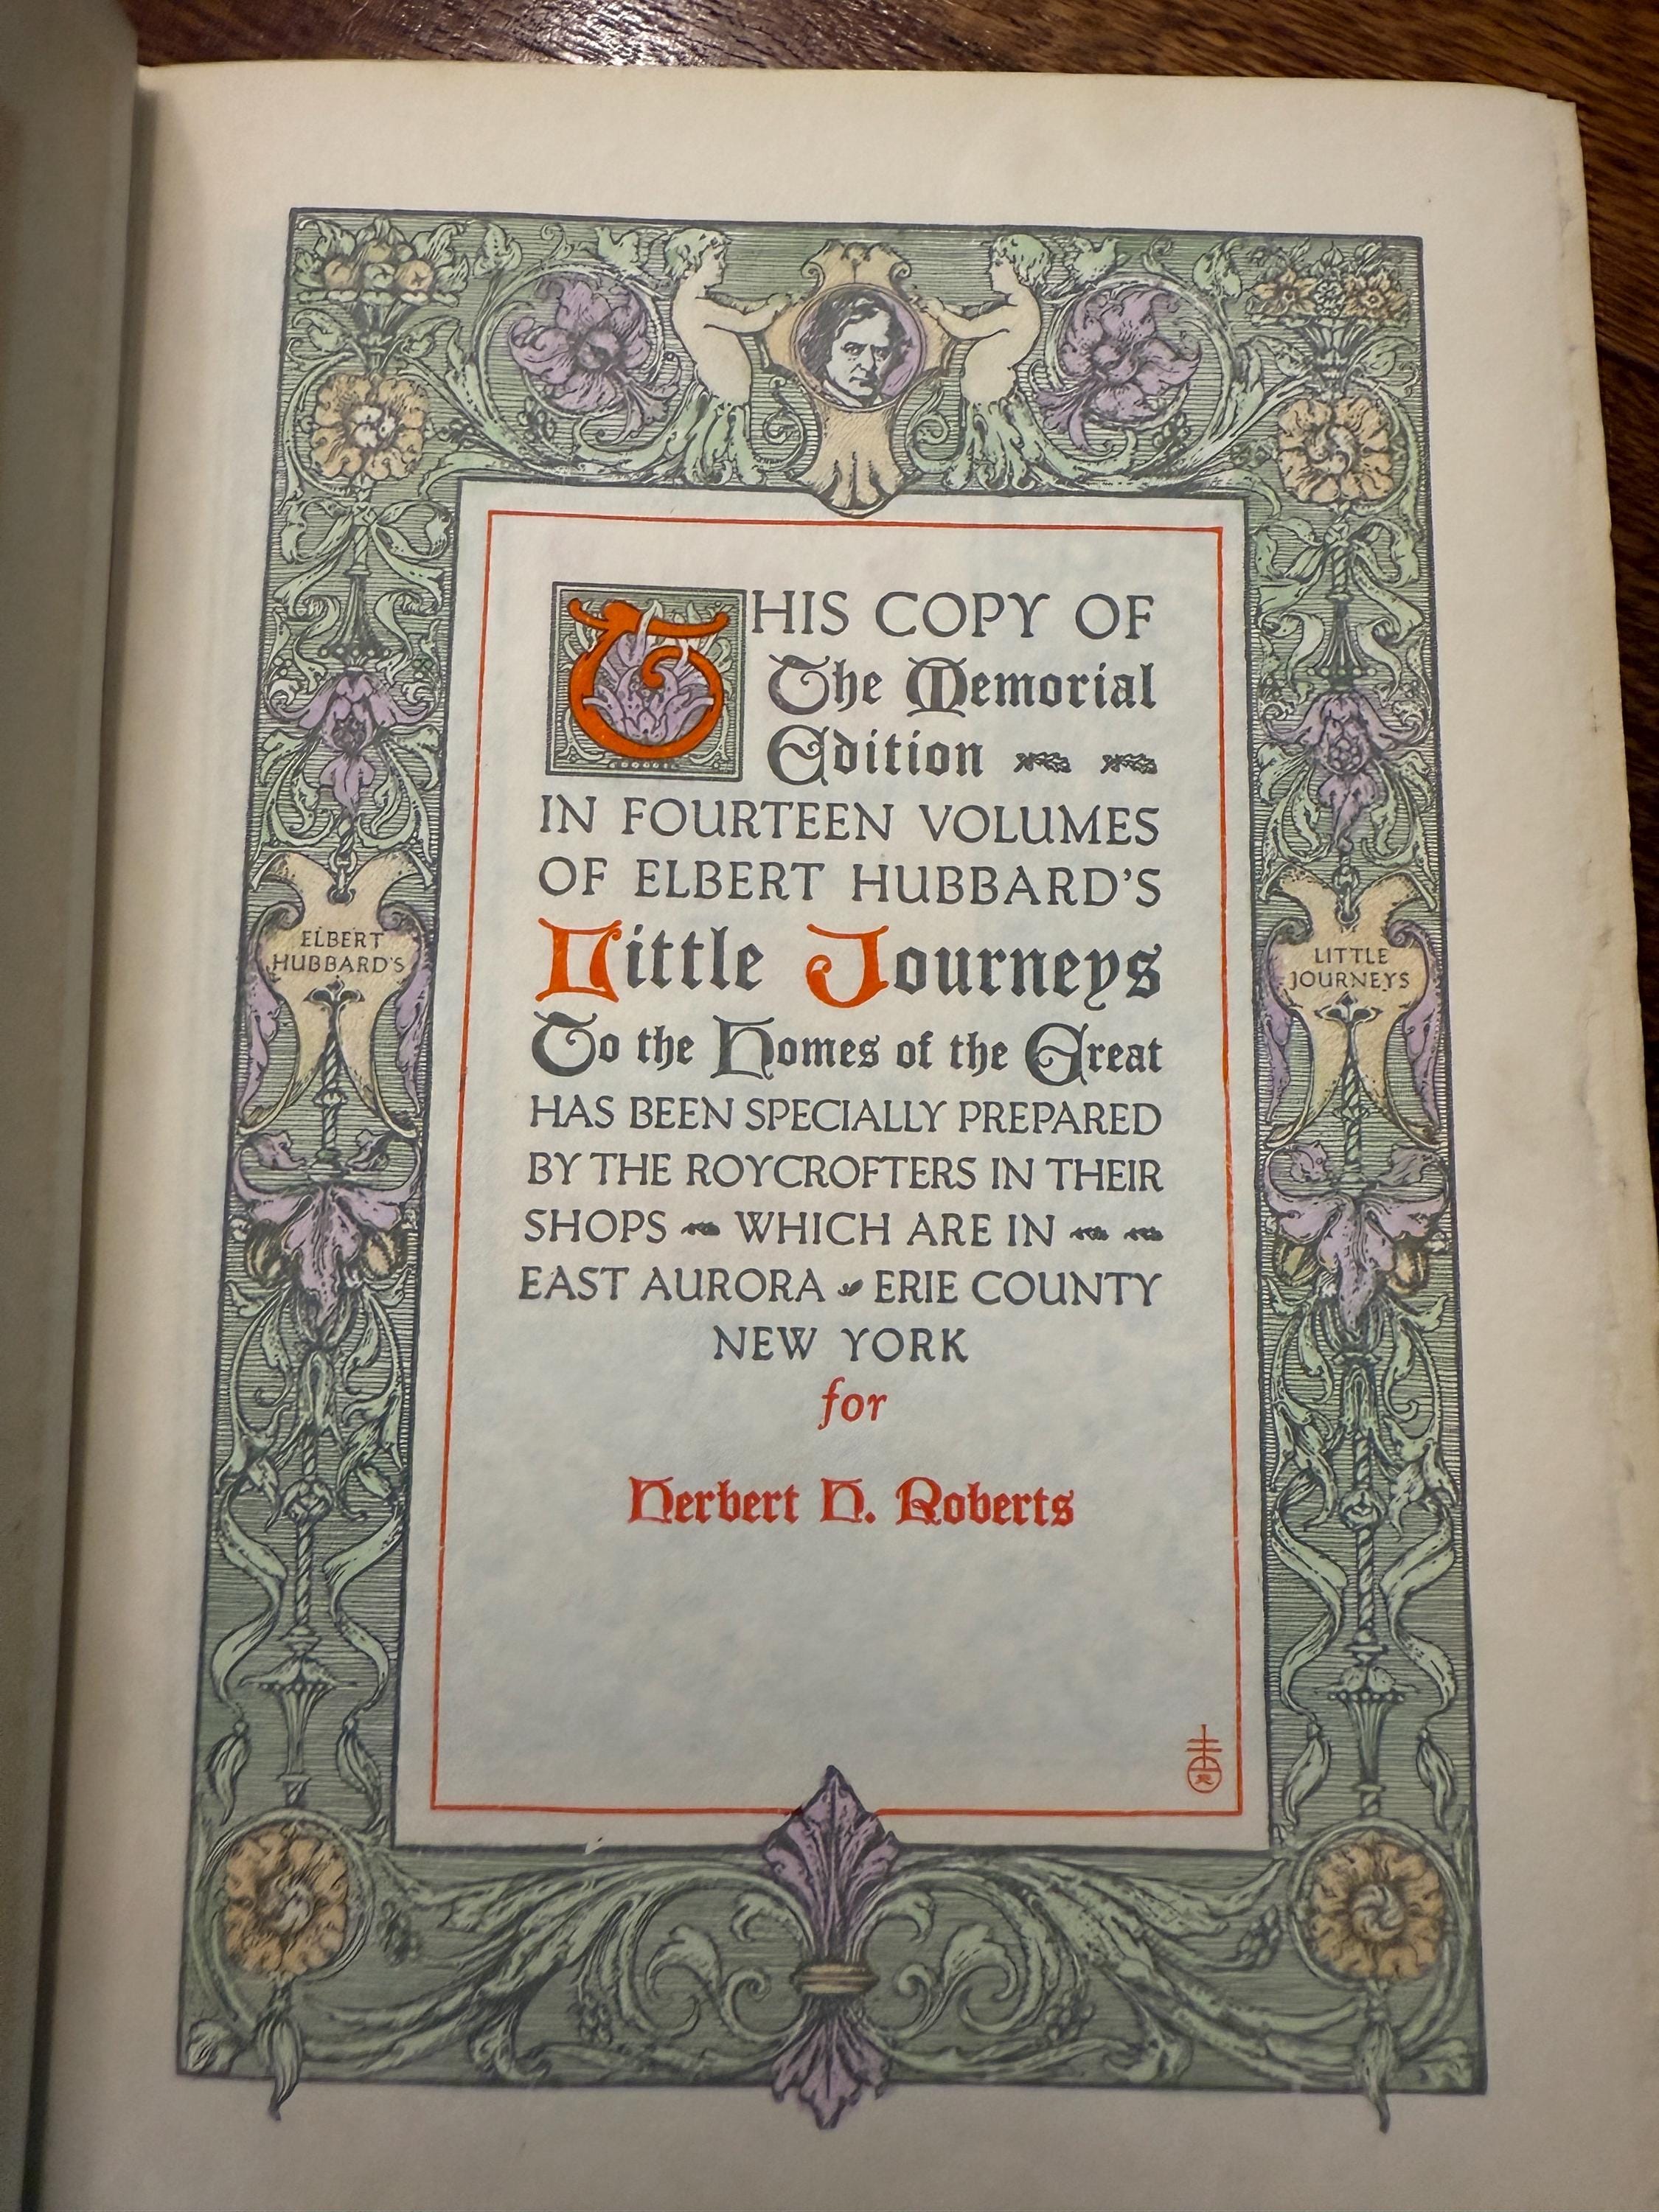 THIS COPY OF
The Memorial
Edition
IN FOURTEEN VOLUMES
OF ELBERT HUBBARD'S
Little Journeys
To the Homes of the Great
HAS BEEN SPECIALLY PREPARED
BY THE ROYCROFTERS IN THEIR
SHOPS WHICH ARE IN
EAST AURORA ERIE COUNTY
NEW YORK
for
Herbert H. Roberts
ELBERT
HUBBARD'S
LITTLE
JOURNEYS
R